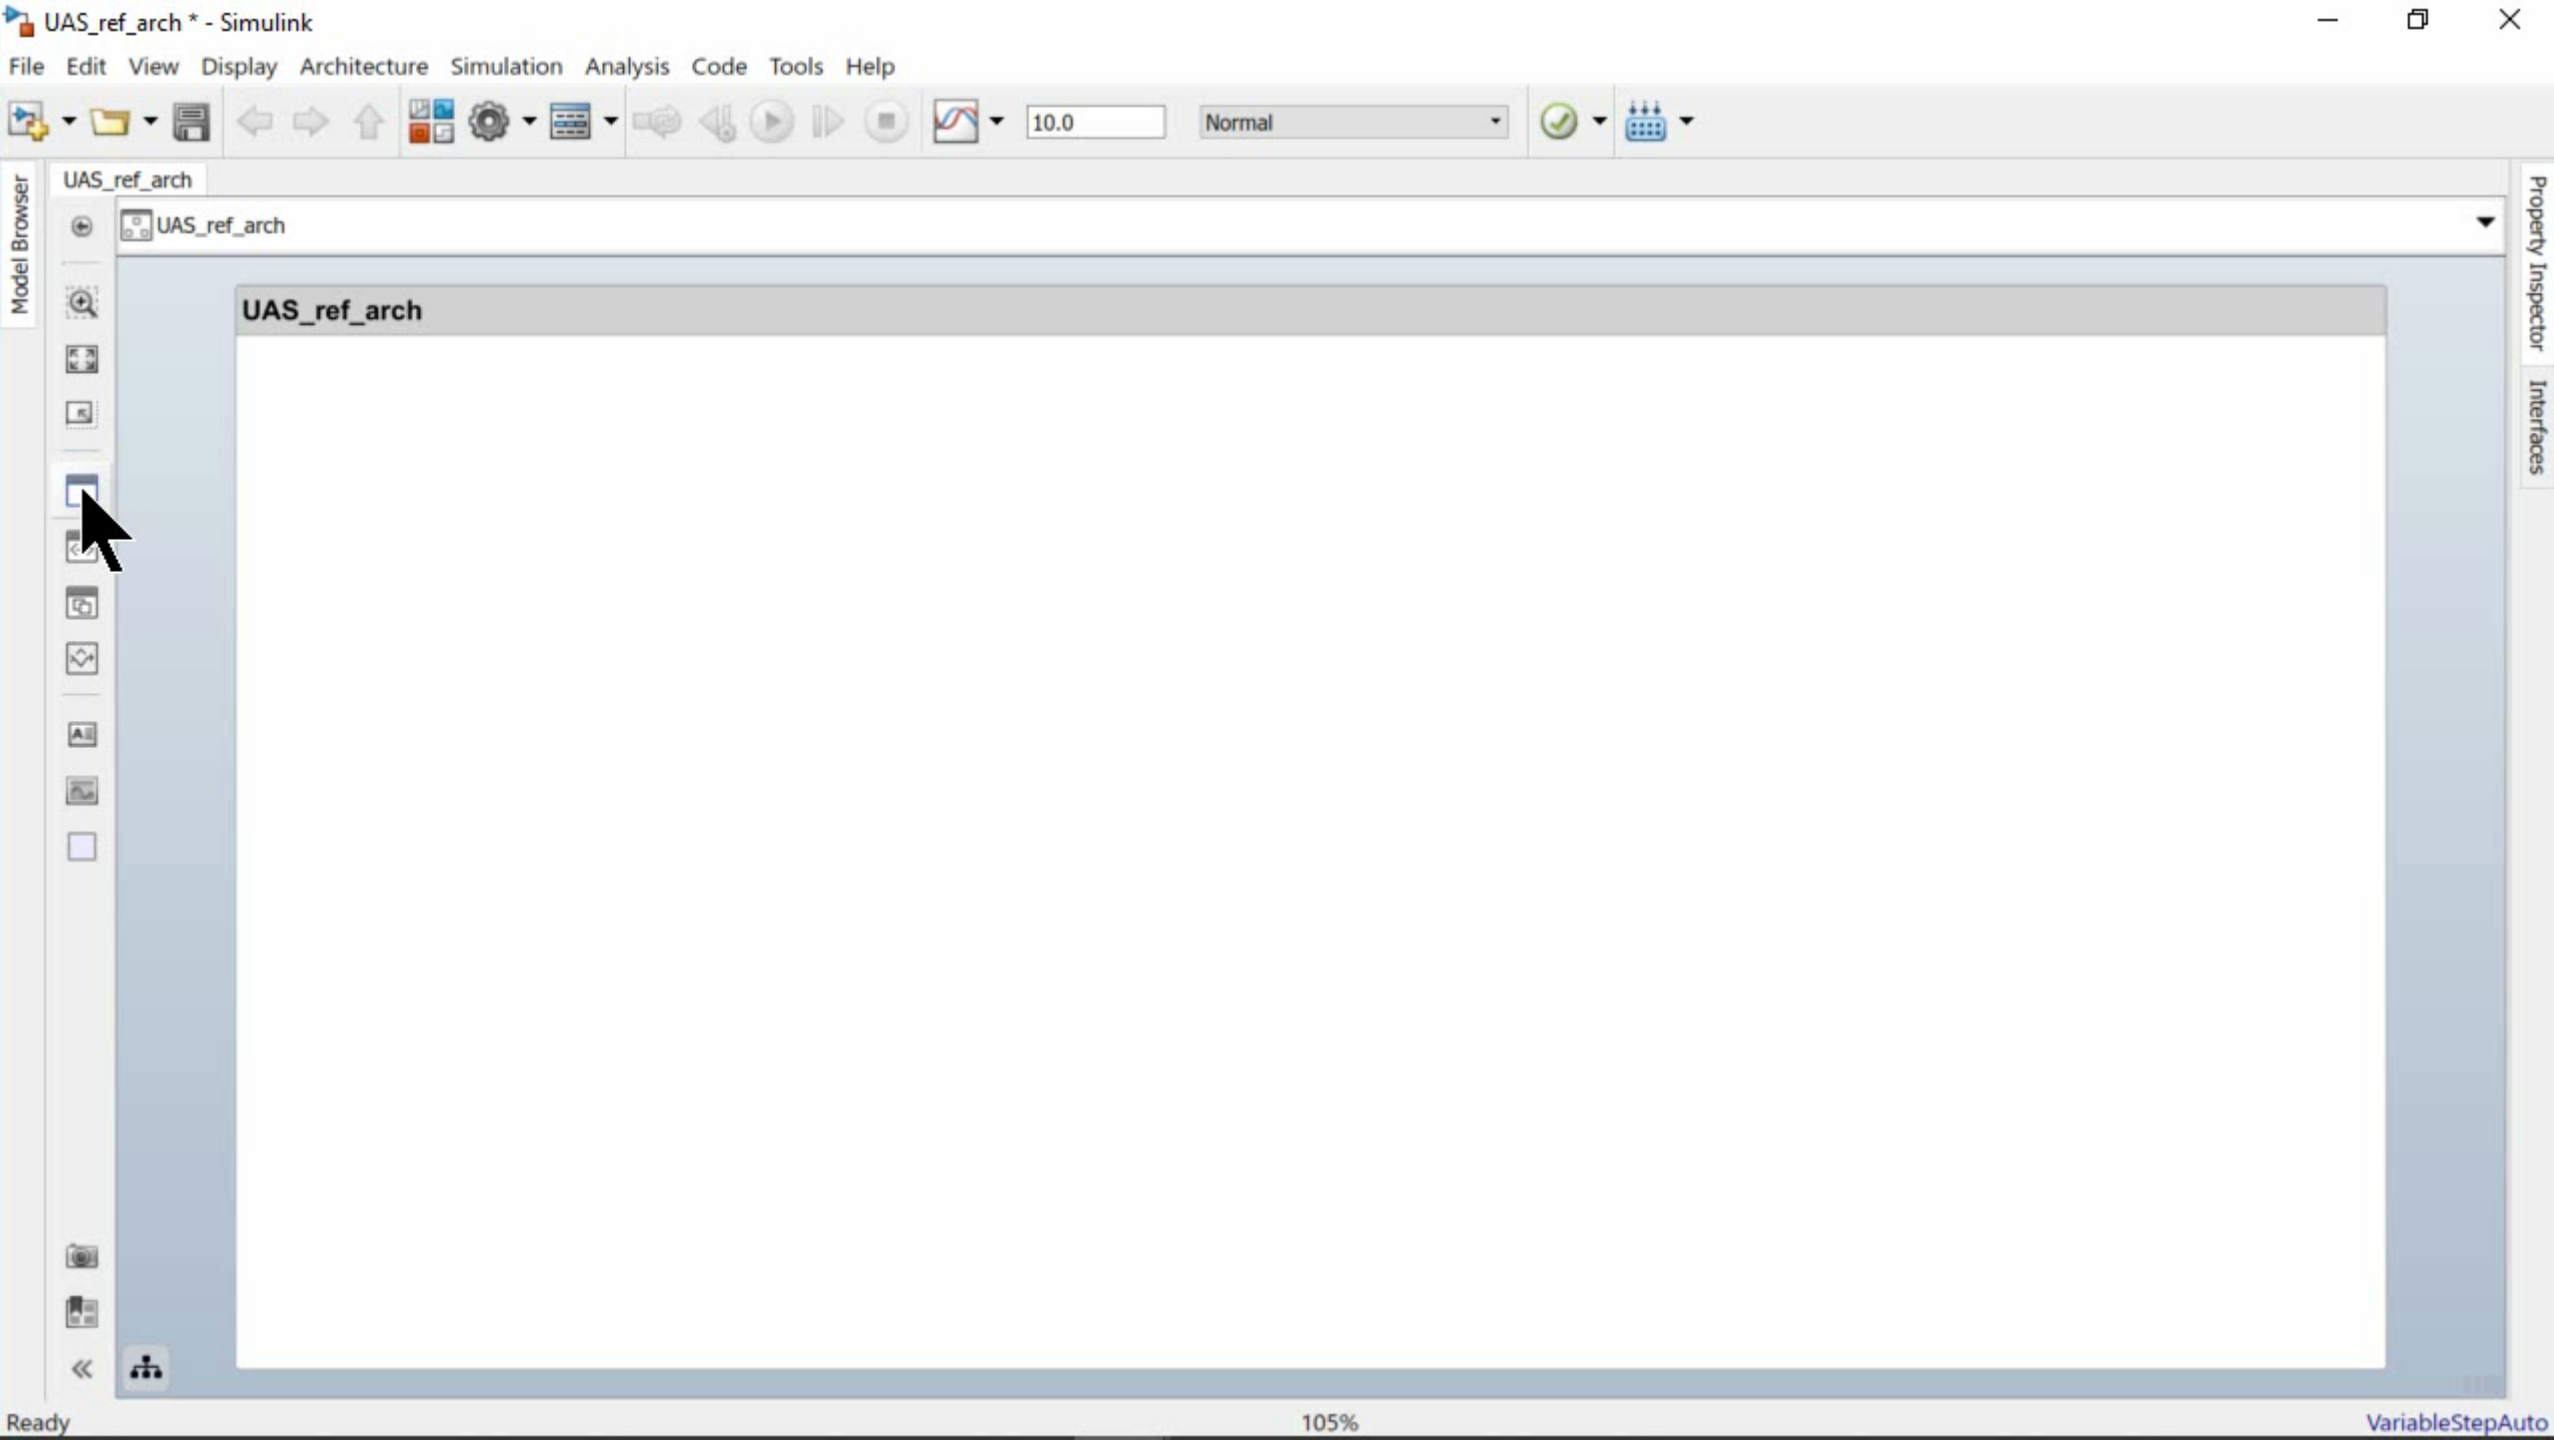 UAS_ref_arch * - Simulink
File Edit View Display Architecture Simulation Analysis Code Tools Help
10.0 Normal
Model Browser
UAS_ref_arch
UAS_ref_arch
UAS_ref_arch
Property Inspector
Interfaces
Ready 105% VariableStepAuto